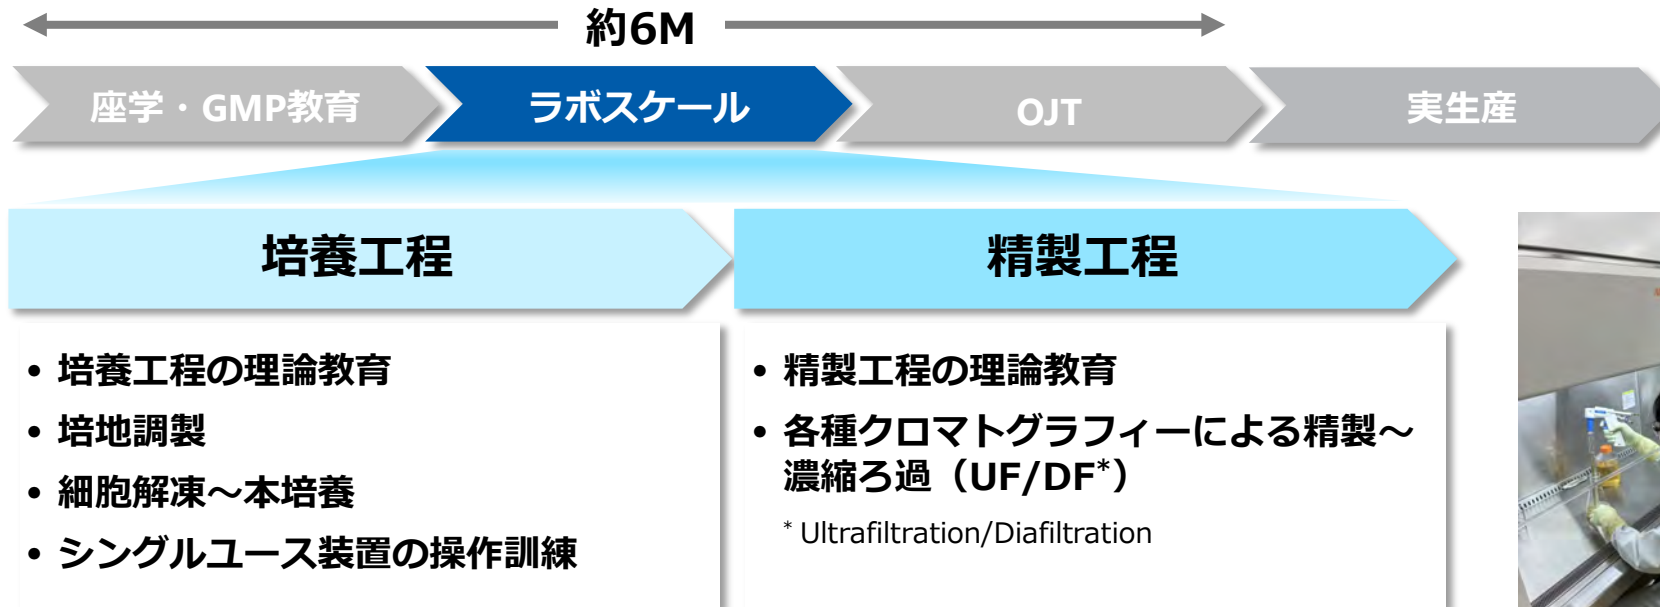 約6M
座学・GMP教育
ラボスケール
OJT
実生産
培養工程
• 培養工程の理論教育
• 培地調製
• 細胞解凍～本培養
• シングルユース装置の操作訓練
精製工程
• 精製工程の理論教育
• 各種クロマトグラフィーによる精製～
濃縮ろ過（UF/DF*）
* Ultrafiltration/Diafiltration